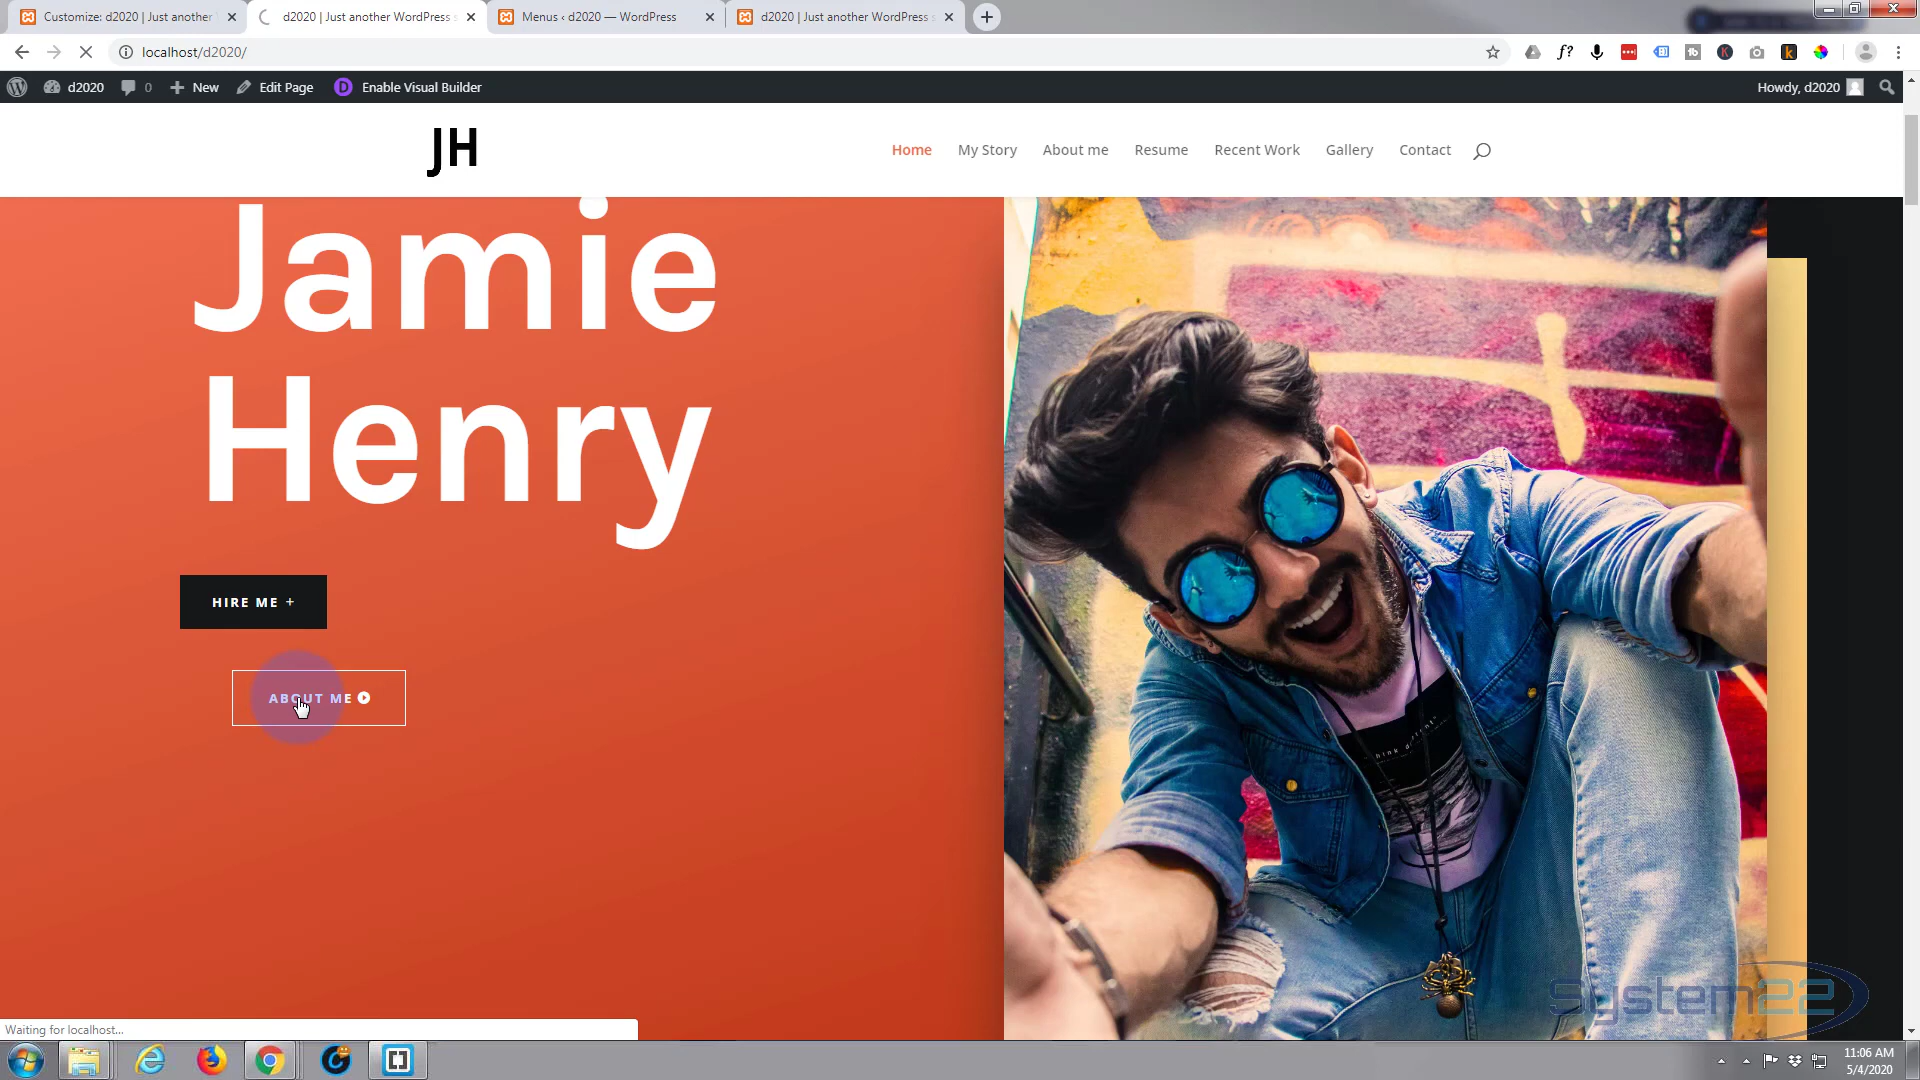 Customize: d2020 | Just another
d2020 | Just another WordPress
Menus ‹ d2020 — WordPress
d2020 | Just another WordPress
localhost/d2020/
d2020
0
New
Edit Page
D
Enable Visual Builder
Howdy, d2020
JH
Home
My Story
About me
Resume
Recent Work
Gallery
Contact
Jamie
Henry
HIRE ME +
ABOUT ME
think
System22
Waiting for localhost...
11:06 AM
5/4/2020